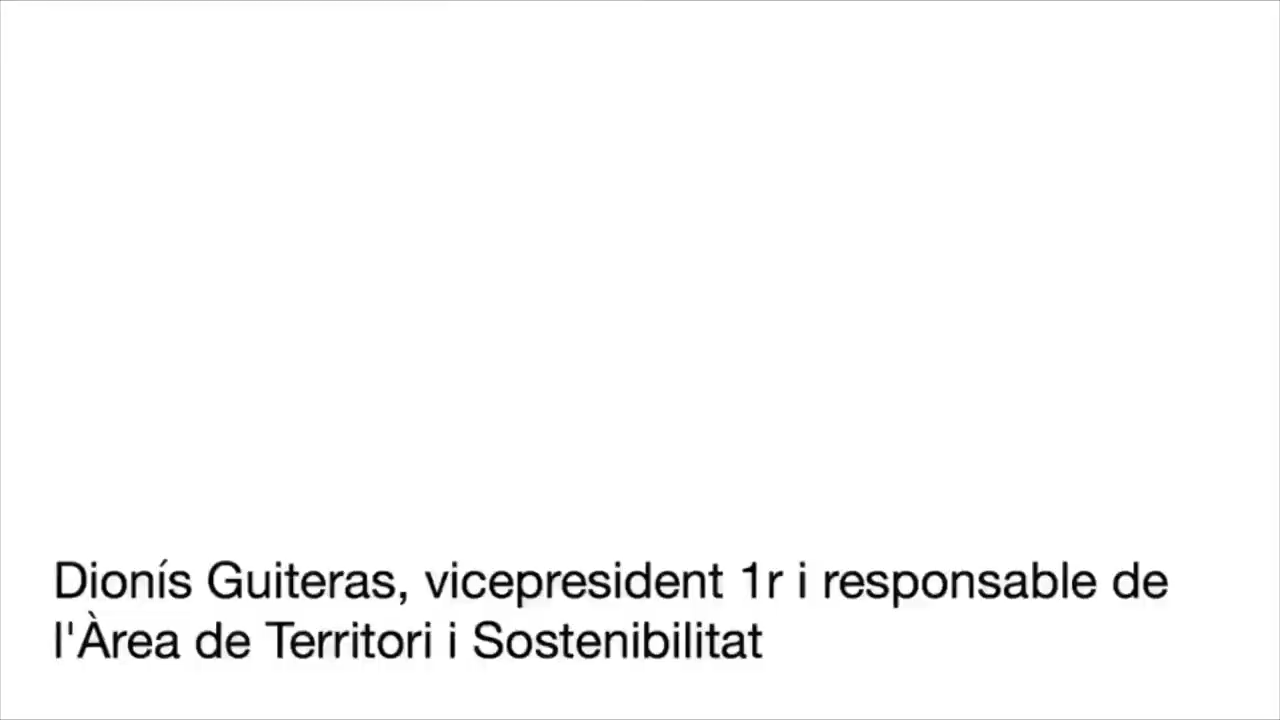 Dionís Guiteras, vicepresident 1r i responsable de
l'Àrea de Territori i Sostenibilitat